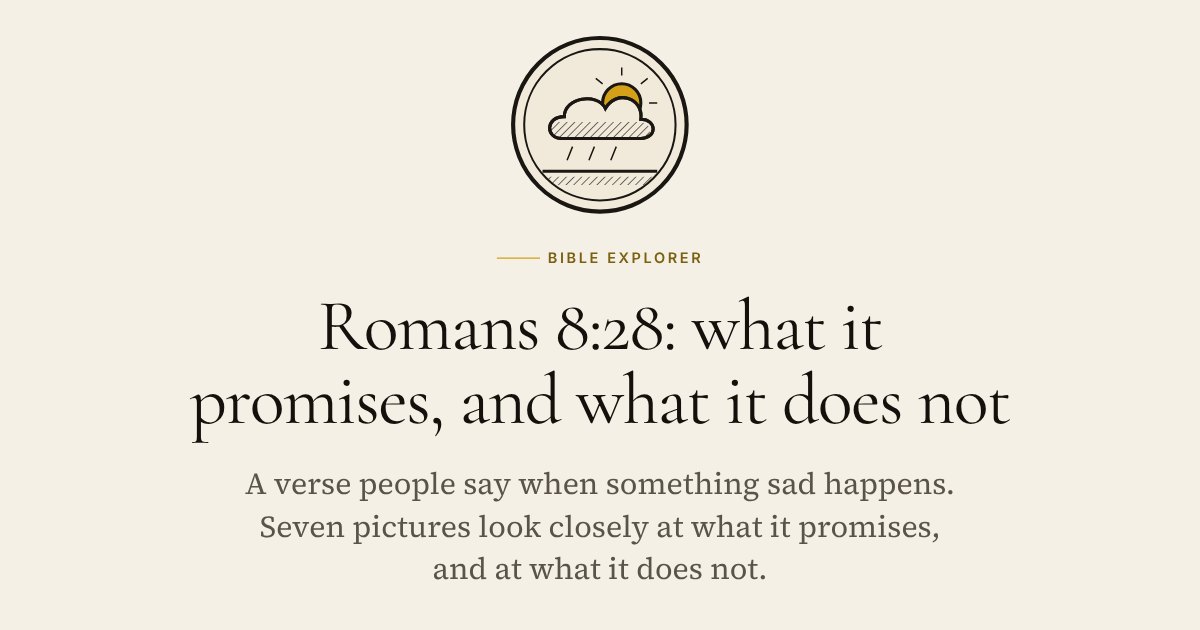 BIBLE EXPLORER
Romans 8:28: what it
promises, and what it does not
A verse people say when something sad happens.
Seven pictures look closely at what it promises,
and at what it does not.